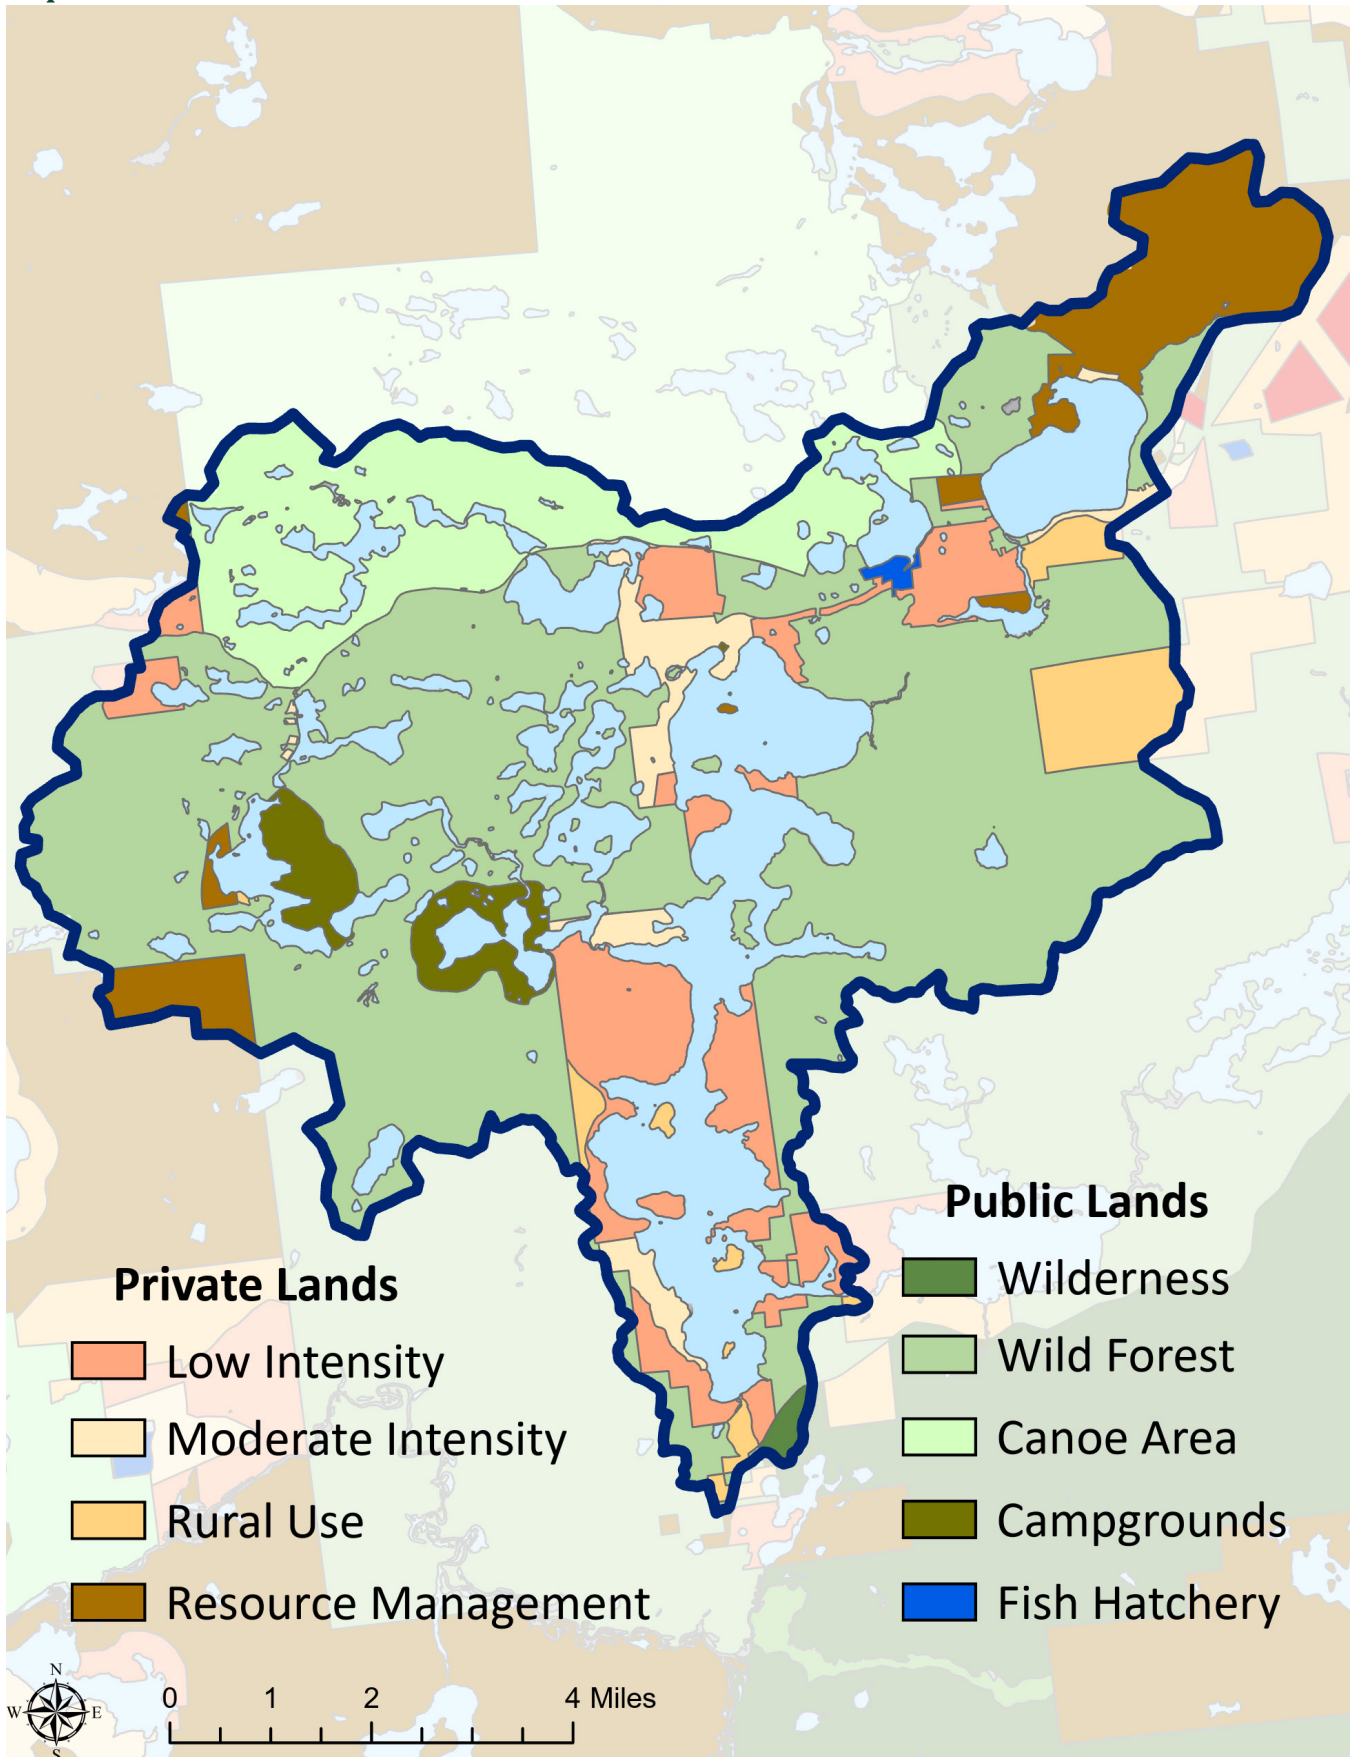 Public Lands
Wilderness
Private Lands
Wild Forest
Low Intensity
Canoe Area
Moderate Intensity
Rural Use
Campgrounds
Resource Management
Fish Hatchery
N
W E
S
0 1 2 4 Miles